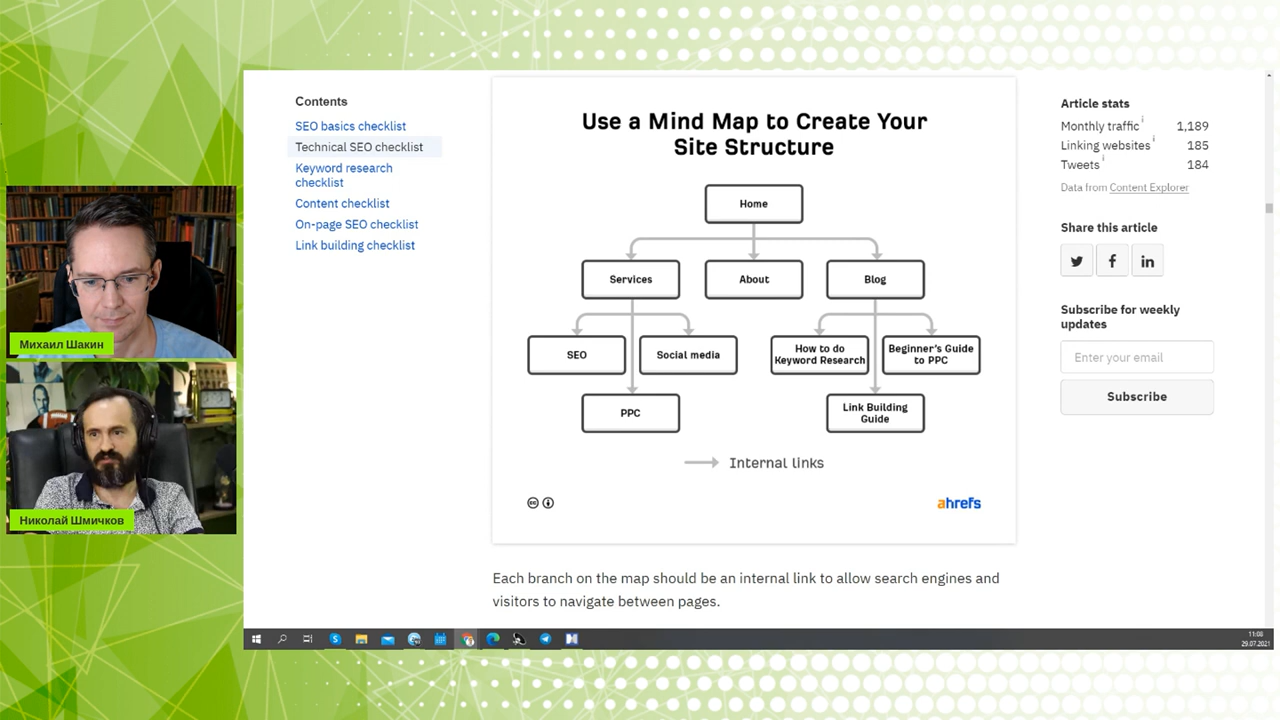 Contents
SEO basics checklist
Technical SEO checklist
Keyword research
checklist
Content checklist
On-page SEO checklist
Link building checklist
Михаил Шакин
Николай Шмичков
Use a Mind Map to Create Your
Site Structure
Home
Services
About
Blog
SEO
Social media
How to do
Keyword Research
Beginner's Guide
to PPC
PPC
Link Building
Guide
Internal links
ahrefs
Each branch on the map should be an internal link to allow search engines and
visitors to navigate between pages.
Article stats
Monthly traffic i 1,189
Linking websites i 185
Tweets i 184
Data from Content Explorer
Share this article
Subscribe for weekly
updates
Enter your email
Subscribe
11:08
29.07.2021